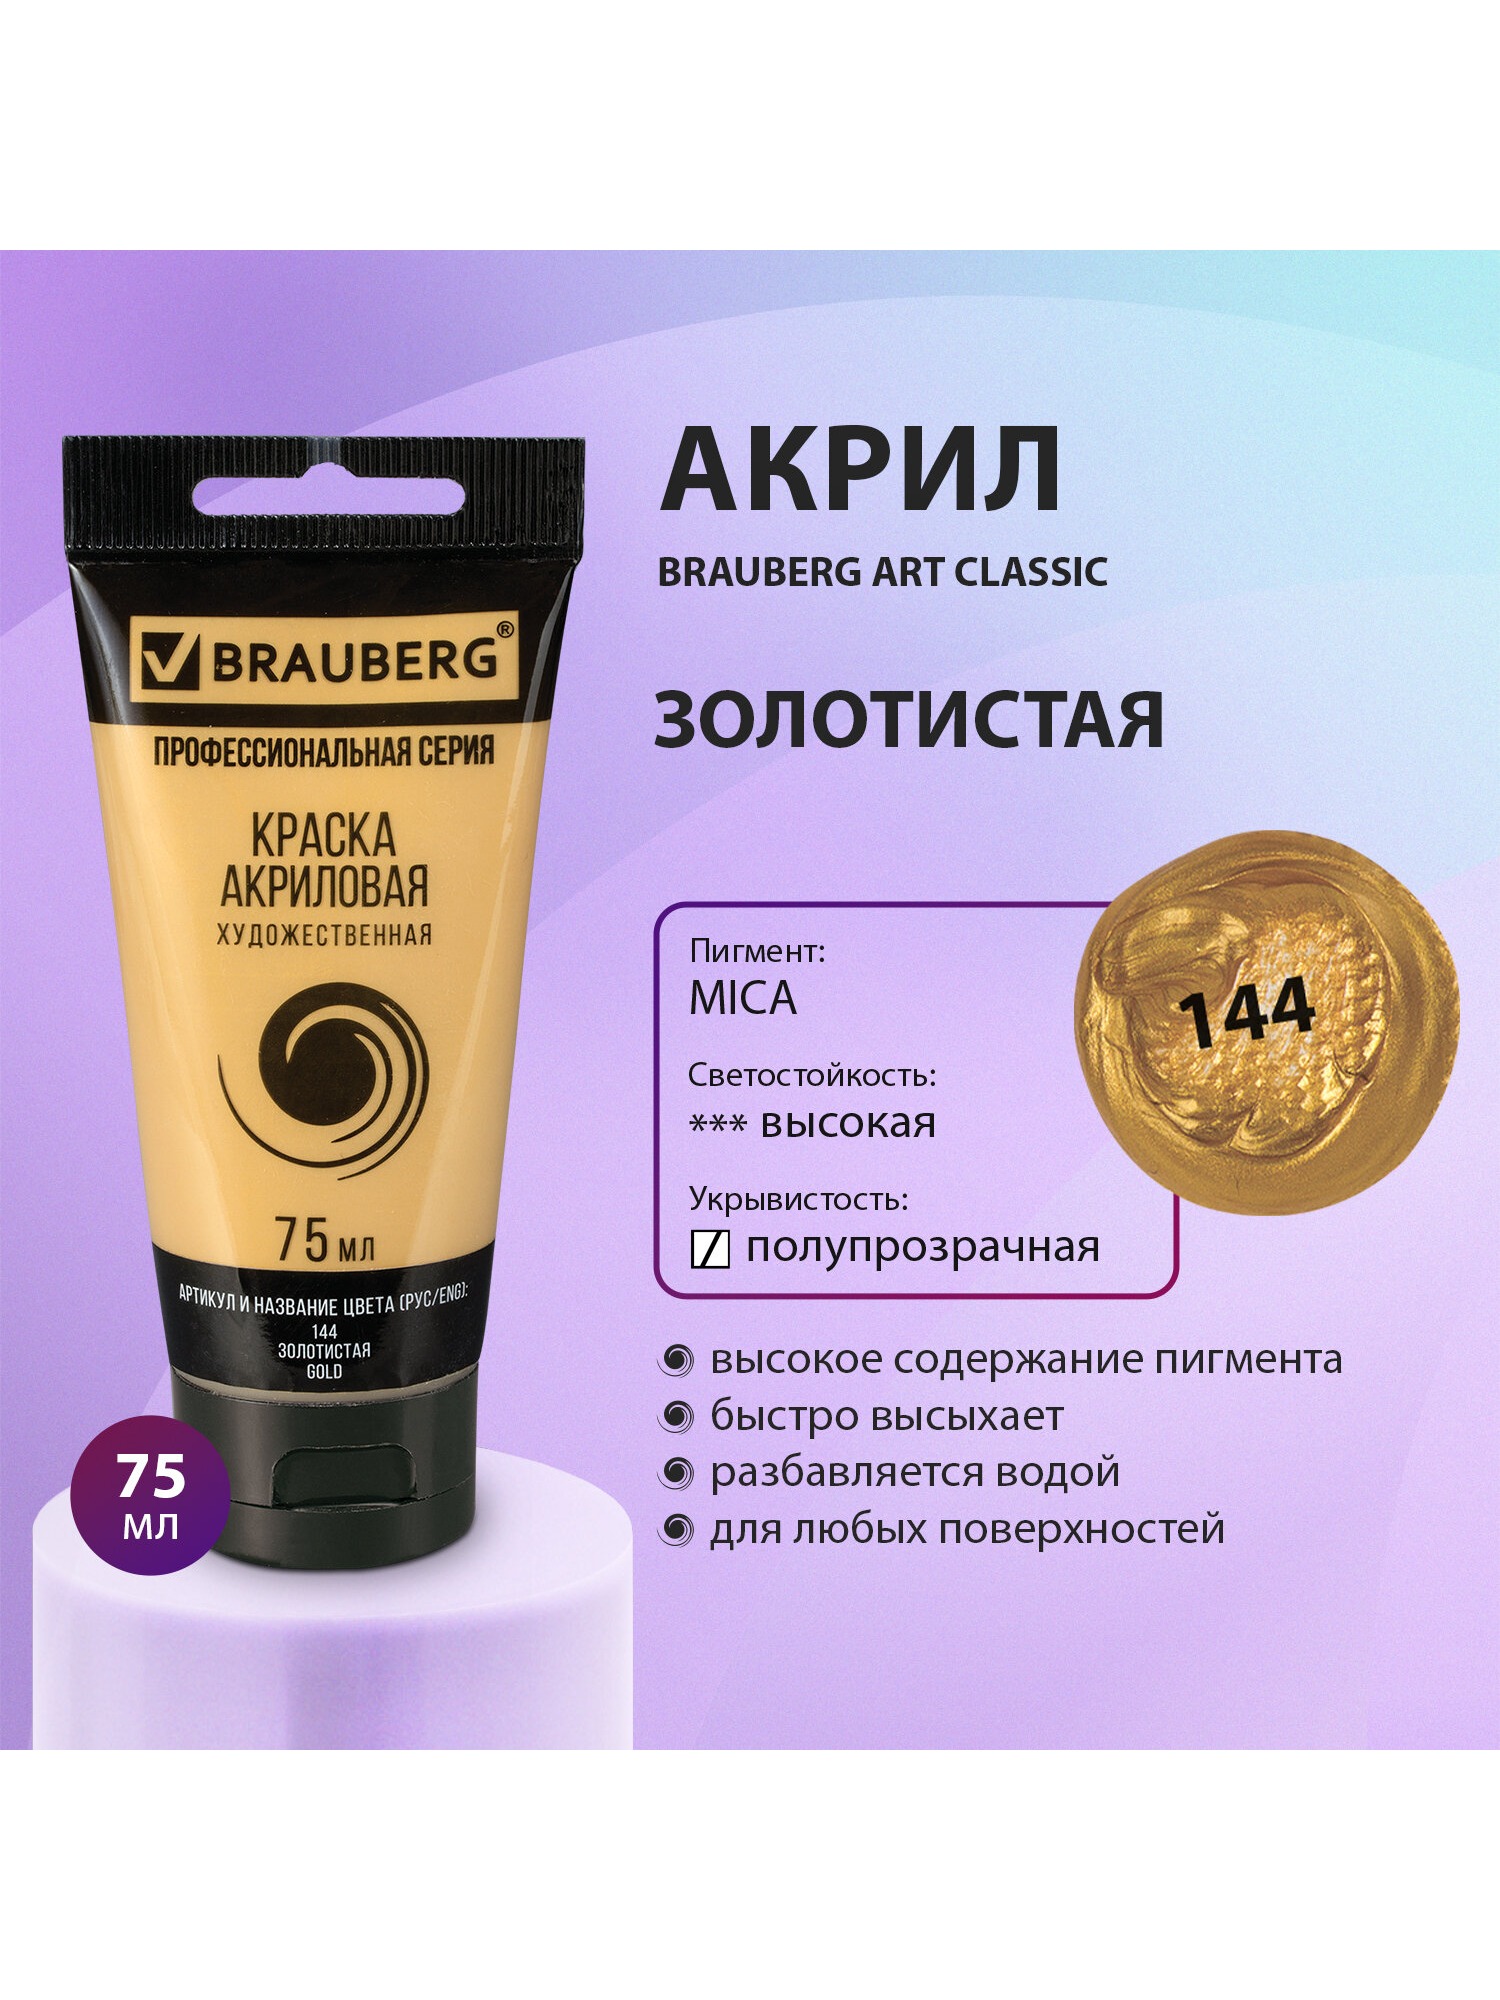 BRAUBERG®
ПРОФЕССИОНАЛЬНАЯ СЕРИЯ
КРАСКА
АКРИЛОВАЯ
ХУДОЖЕСТВЕННАЯ
75 МЛ
АРТИКУЛ И НАЗВАНИЕ ЦВЕТА (РУС/ENG):
144
ЗОЛОТИСТАЯ
GOLD
75
МЛ
АКРИЛ
BRAUBERG ART CLASSIC
ЗОЛОТИСТАЯ
Пигмент:
MICA
Светостойкость:
*** высокая
Укрывистость:
полупрозрачная
144
высокое содержание пигмента
быстро высыхает
разбавляется водой
для любых поверхностей